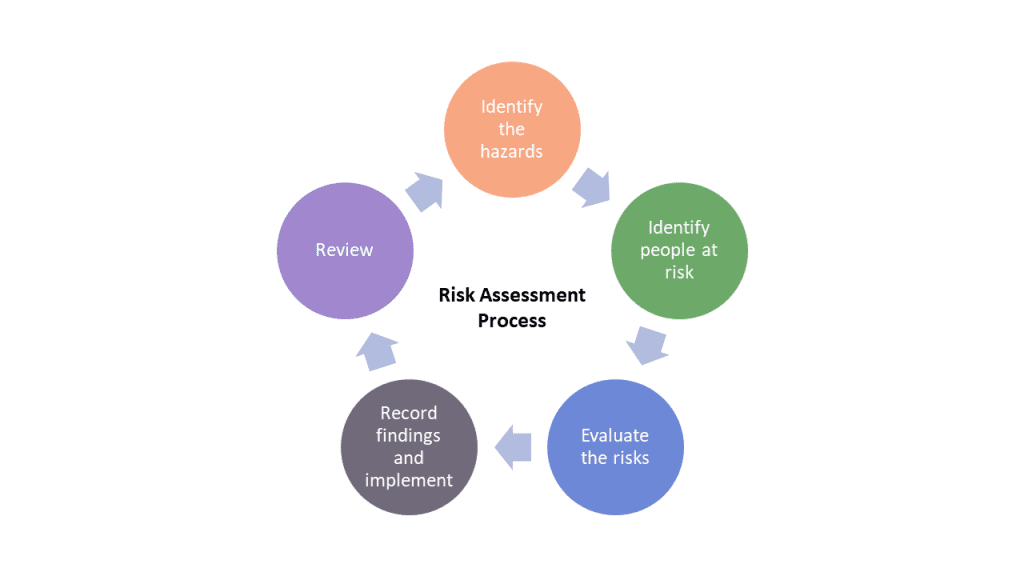 Identify
the
hazards
Identify
people at
risk
Evaluate
the risks
Record
findings
and
implement
Review
Risk Assessment
Process